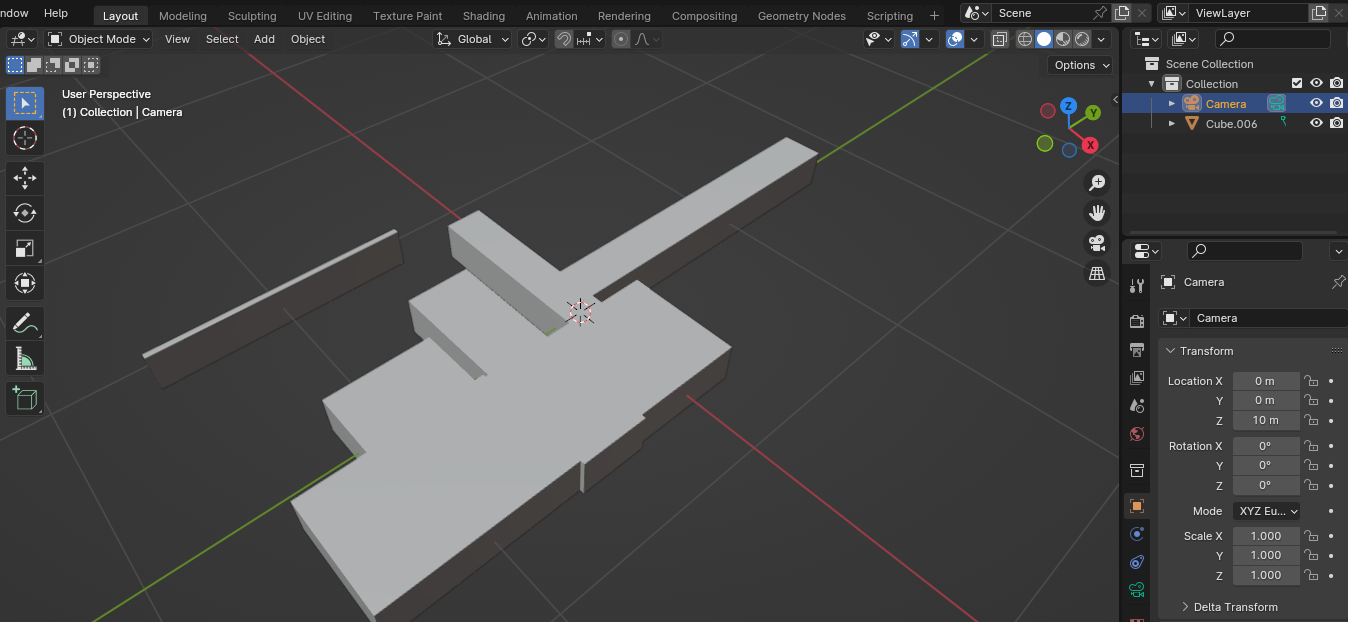 ndow Help Layout Modeling Sculpting UV Editing Texture Paint Shading Animation Rendering Compositing Geometry Nodes Scripting + Scene ViewLayer
Object Mode View Select Add Object Global
Options
User Perspective
(1) Collection | Camera
Z
Y
X
Scene Collection
Collection
Camera
Cube.006
Camera
Camera
Transform
Location X 0 m
Y 0 m
Z 10 m
Rotation X 0°
Y 0°
Z 0°
Mode XYZ Eu...
Scale X 1.000
Y 1.000
Z 1.000
Delta Transform